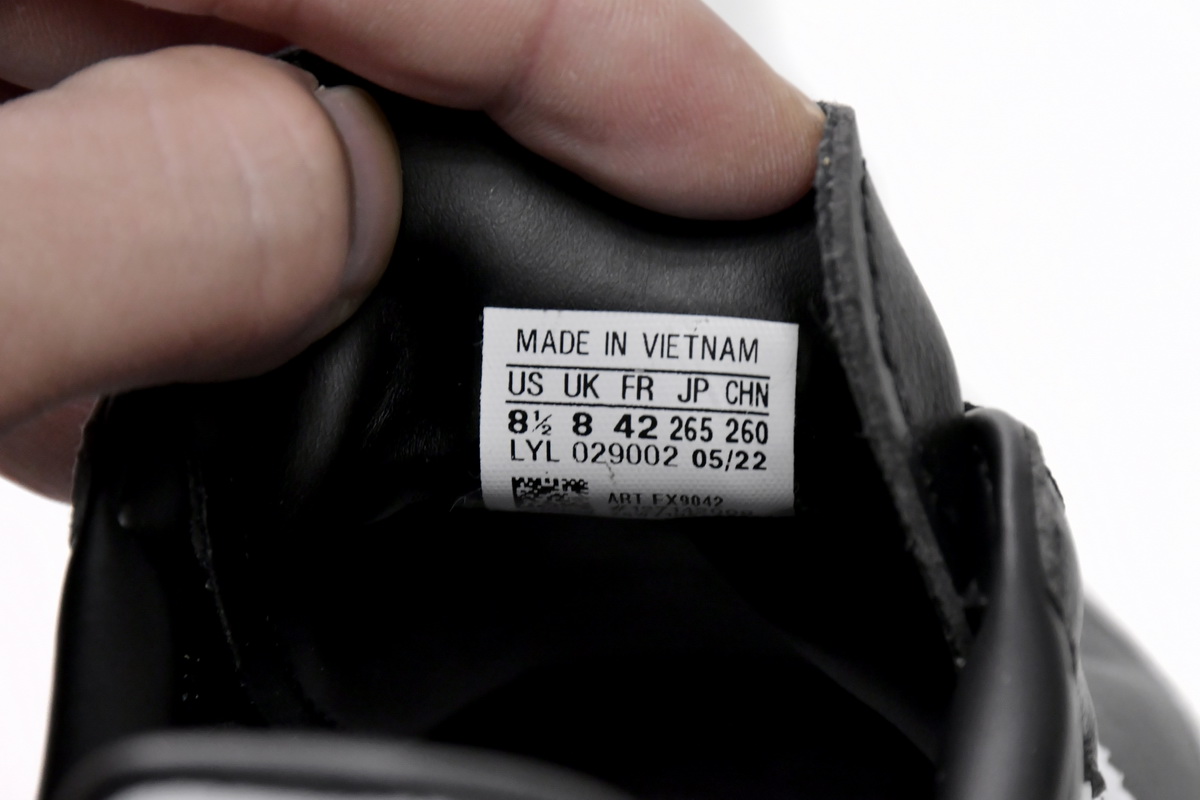 MADE IN VIETNAM
US UK FR JP CHN
8½ 8 42 265 260
LYL 029002 05/22
ART FX9042